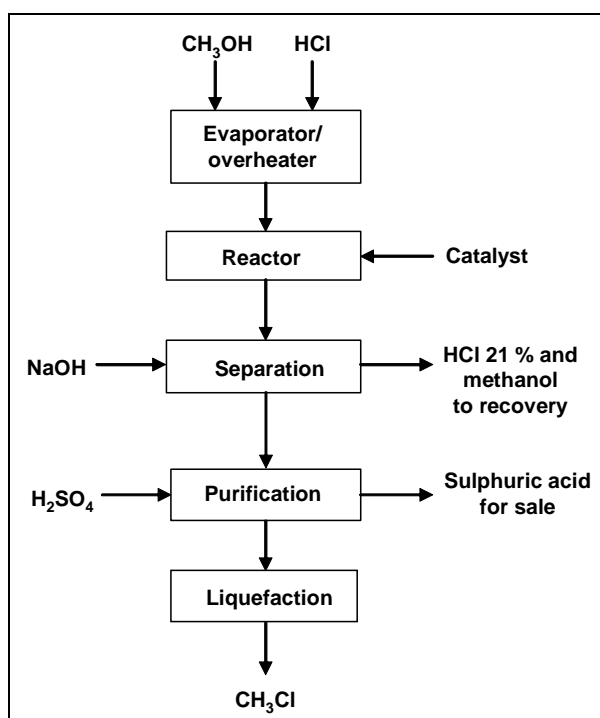 CH₃OH HCl
Evaporator/
overheater
Reactor
Catalyst
NaOH
Separation
HCl 21 % and
methanol
to recovery
H₂SO₄
Purification
Sulphuric acid
for sale
Liquefaction
CH₃Cl